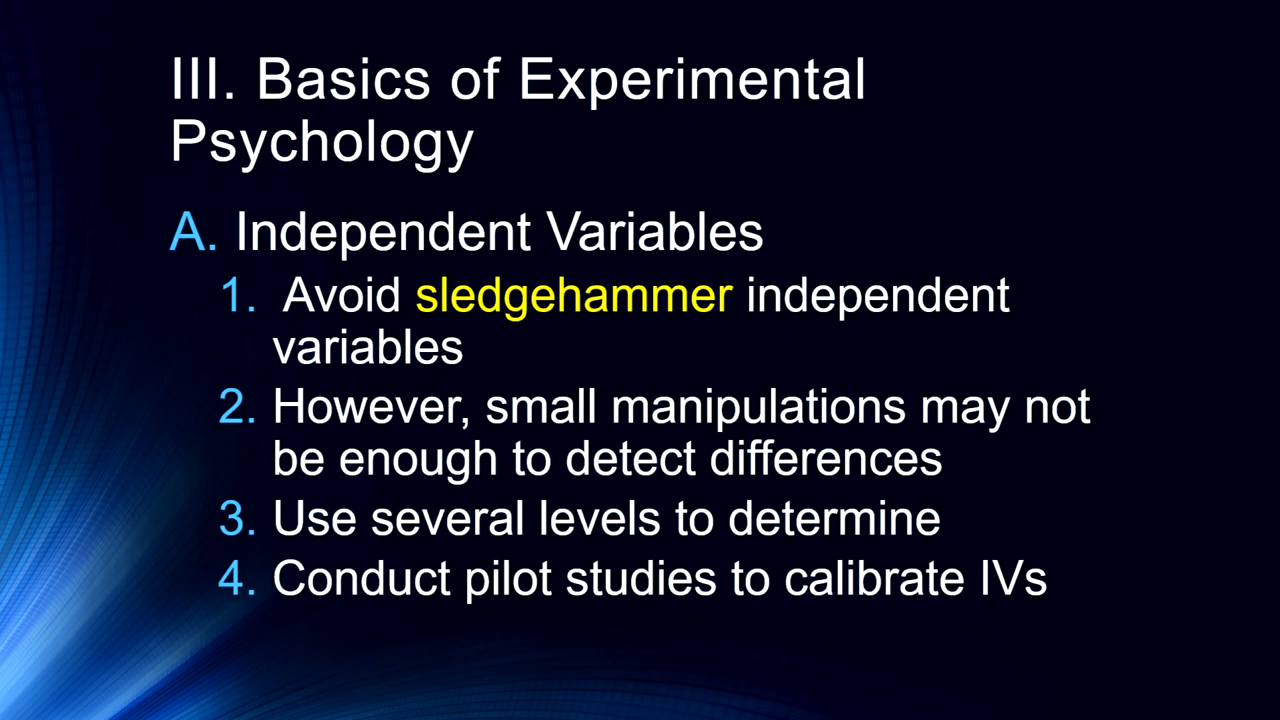 III. Basics of Experimental
Psychology
A. Independent Variables
1. Avoid sledgehammer independent
variables
2. However, small manipulations may not
be enough to detect differences
3. Use several levels to determine
4. Conduct pilot studies to calibrate IVs